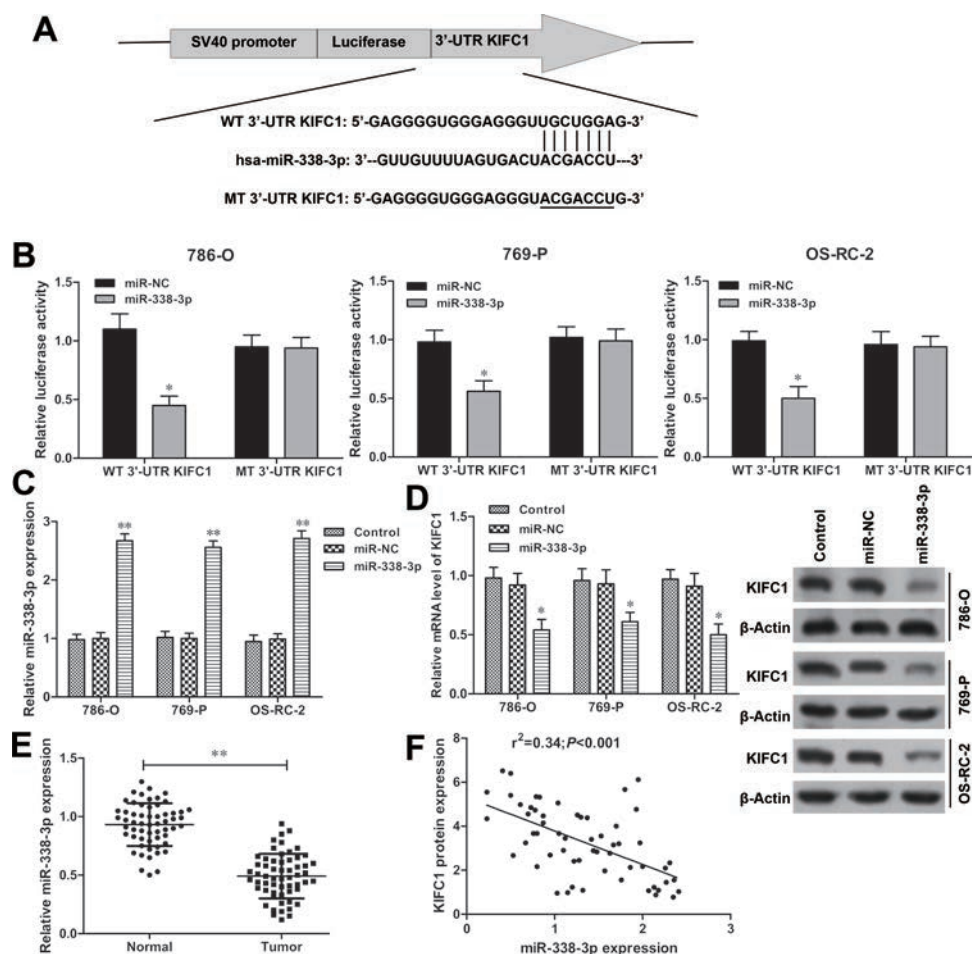 A
SV40 promoter
Luciferase
3'-UTR KIFC1
WT 3'-UTR KIFC1: 5'-GAGGGGUGGGAGGGUUGCUGGAG-3'
hsa-miR-338-3p: 3'--GUUGUUUUAGUGACUACGACCU---3'
MT 3'-UTR KIFC1: 5'-GAGGGGUGGGAGGGUACGACCUG-3'
B
786-O
Relative luciferase activity
1.5
1.0
0.5
0.0
miR-NC
miR-338-3p
*
WT 3'-UTR KIFC1
MT 3'-UTR KIFC1
769-P
Relative luciferase activity
1.5
1.0
0.5
0.0
miR-NC
miR-338-3p
*
WT 3'-UTR KIFC1
MT 3'-UTR KIFC1
OS-RC-2
Relative luciferase activity
1.5
1.0
0.5
0.0
miR-NC
miR-338-3p
*
WT 3'-UTR KIFC1
MT 3'-UTR KIFC1
C
Relative miR-338-3p expression
3
2
1
0
** ** **
Control
miR-NC
miR-338-3p
786-O
769-P
OS-RC-2
D
Relative mRNA level of KIFC1
1.5
1.0
0.5
0.0
Control
miR-NC
miR-338-3p
* * *
786-O
769-P
OS-RC-2
Control
miR-NC
miR-338-3p
KIFC1
β-Actin
786-O
KIFC1
β-Actin
769-P
KIFC1
β-Actin
OS-RC-2
E
Relative miR-338-3p expression
1.5
1.0
0.5
0.0
**
Normal
Tumor
F
r²=0.34;P<0.001
KIFC1 protein expression
8
6
4
2
0
0
1
2
3
miR-338-3p expression